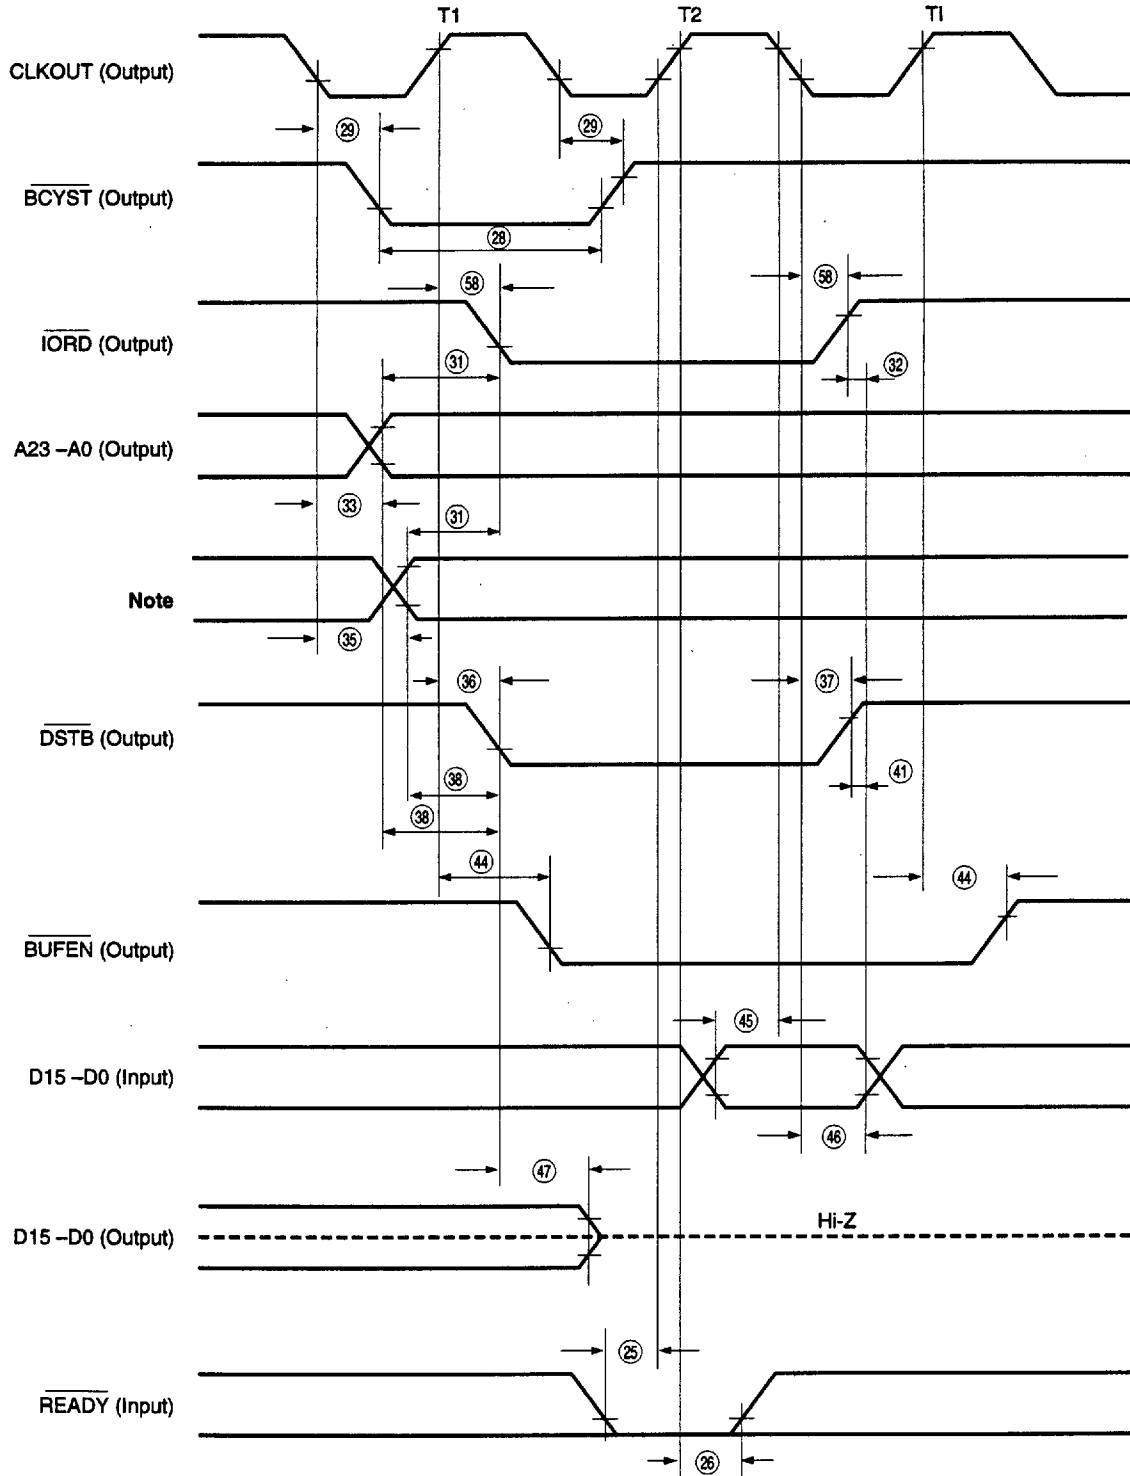 T1 T2 TI
CLKOUT (Output)
29 29
BCYST (Output)
28
58 58
IORD (Output)
31 32
A23 –A0 (Output)
33 31
Note
35
36 37
DSTB (Output)
38 41
38
44 44
BUFEN (Output)
45
D15 –D0 (Input)
46
47
Hi-Z
D15 –D0 (Output)
25
READY (Input)
26